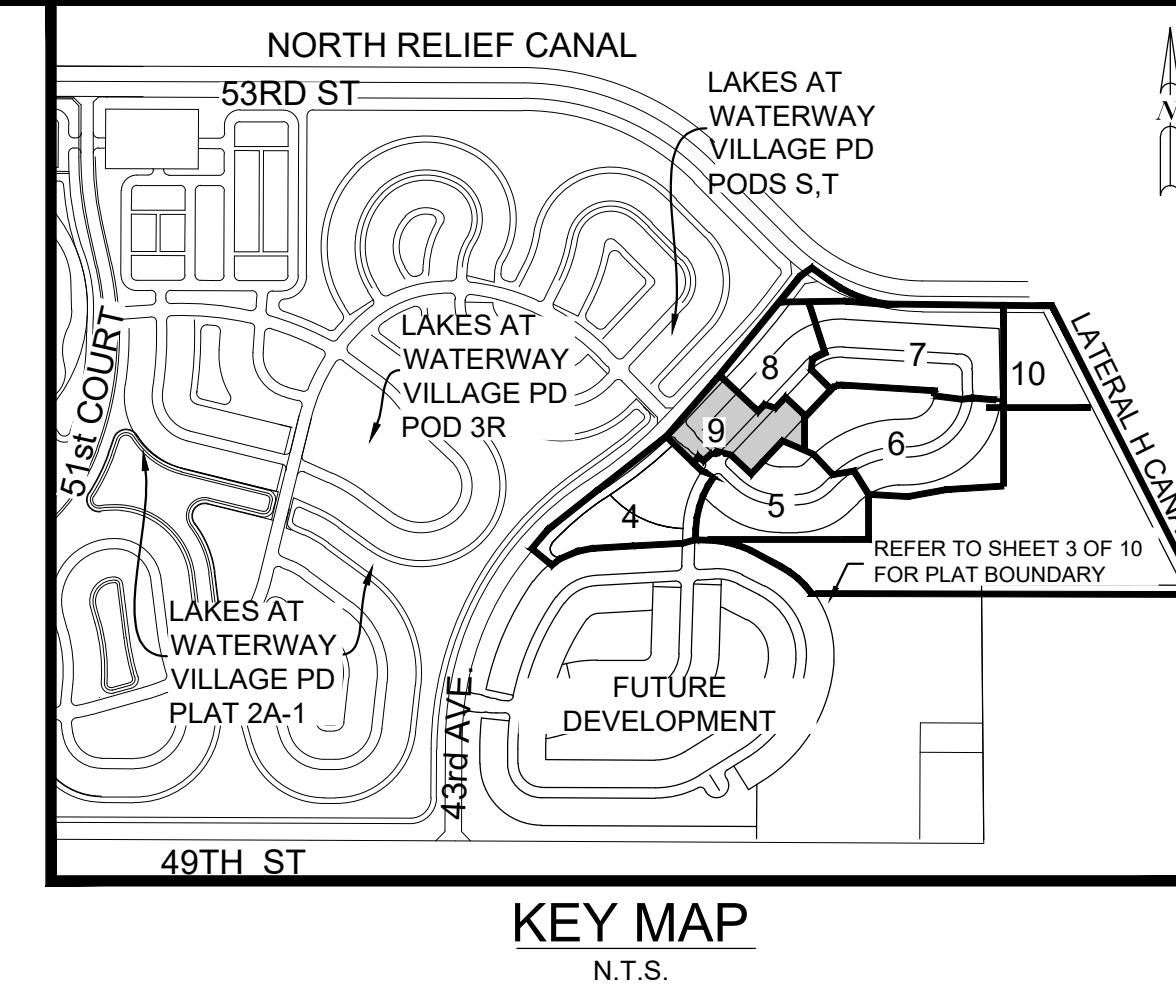 NORTH RELIEF CANAL
53RD ST
LAKES AT
WATERWAY
VILLAGE PD
PODS S,T
N
51st COURT
LAKES AT
WATERWAY
VILLAGE PD
POD 3R
8
7
10
LATERAL H CANA
9
6
5
4
REFER TO SHEET 3 OF 10
FOR PLAT BOUNDARY
LAKES AT
WATERWAY
VILLAGE PD
PLAT 2A-1
FUTURE
DEVELOPMENT
43rd AVE.
49TH ST
KEY MAP
N.T.S.